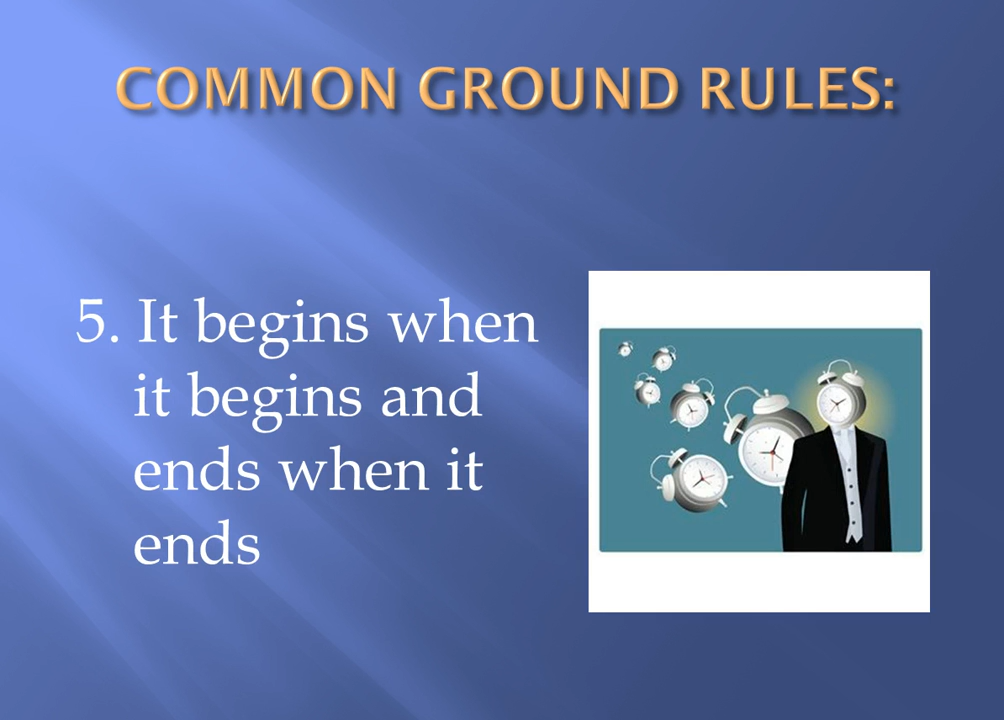 COMMON GROUND RULES:
5. It begins when
it begins and
ends when it
ends